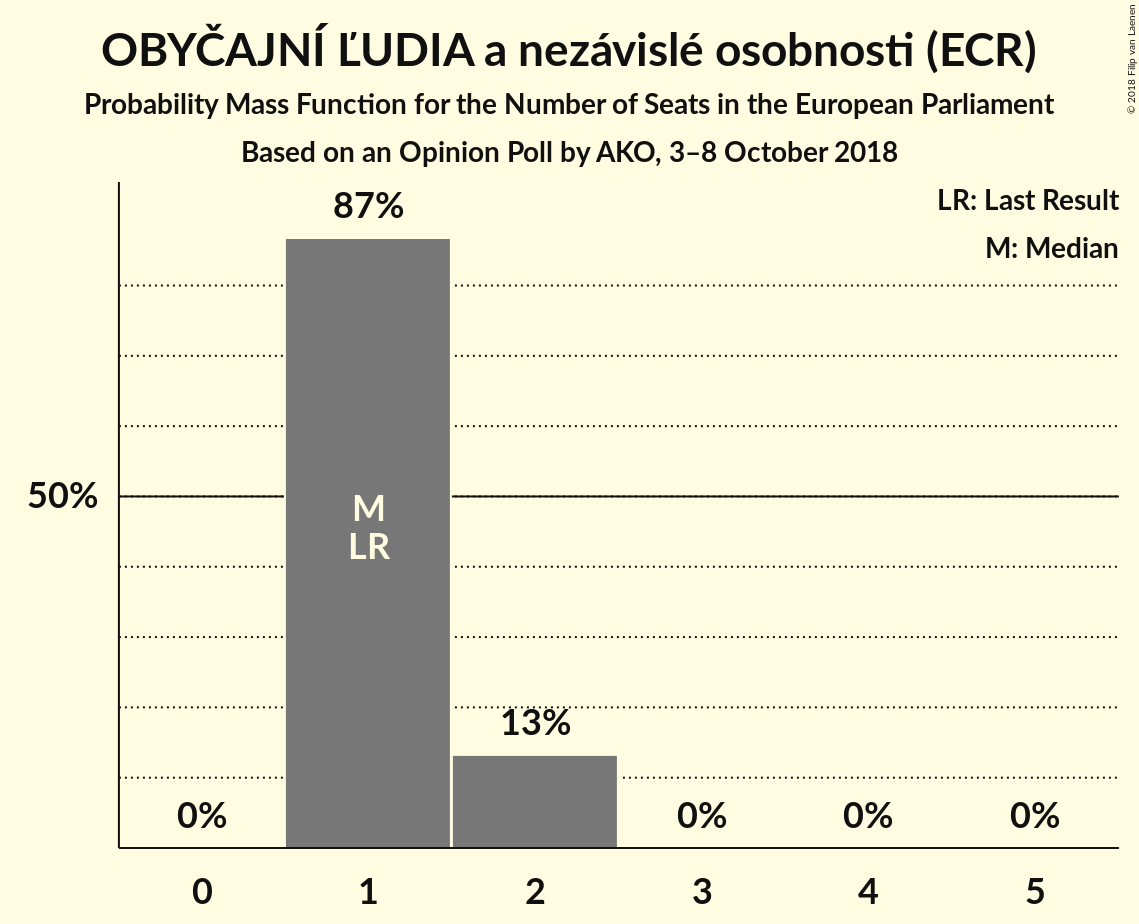 OBYČAJNÍ ĽUDIA a nezávislé osobnosti (ECR)
Probability Mass Function for the Number of Seats in the European Parliament
Based on an Opinion Poll by AKO, 3–8 October 2018
© 2018 Filip van Laenen
LR: Last Result
M: Median
87%
50%
M
LR
13%
0%
0%
0%
0%
0
1
2
3
4
5